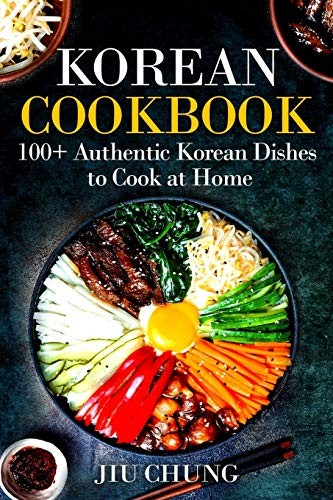 KOREAN
COOKBOOK
100+ Authentic Korean Dishes
to Cook at Home
JIU CHUNG